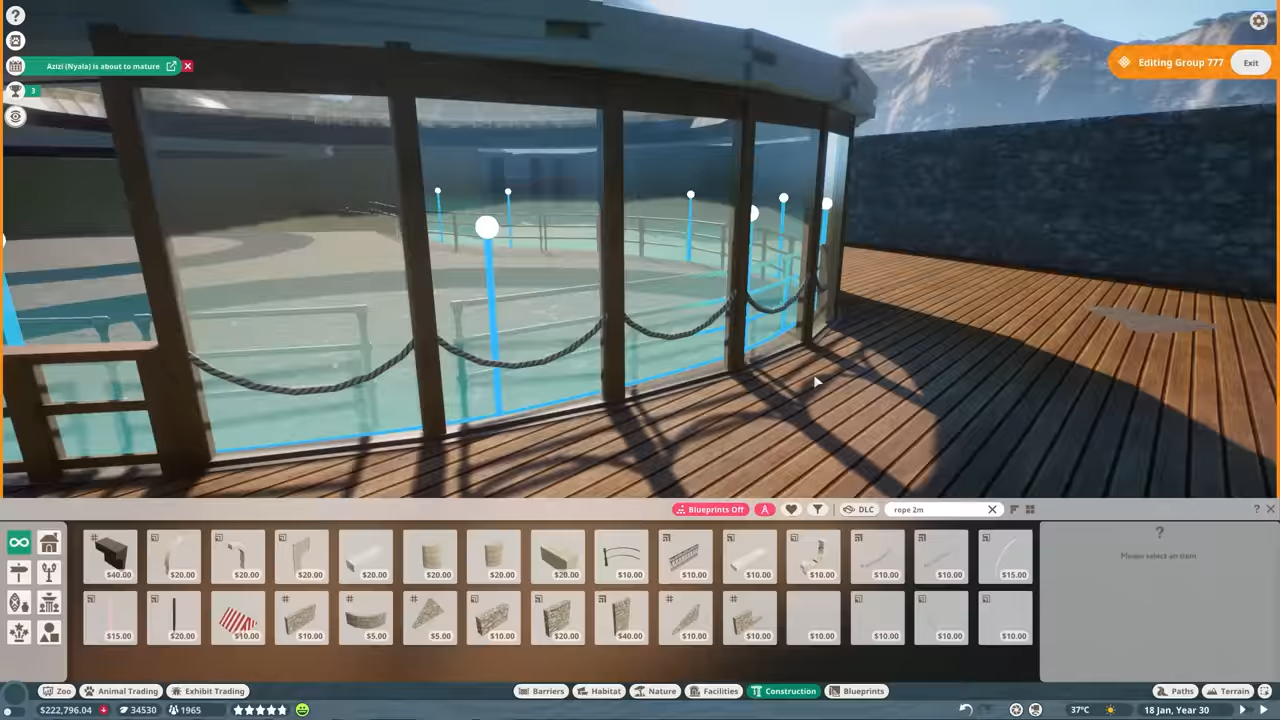 ?
Azizi (Nyala) is about to mature
3
Editing Group 777
Exit
Blueprints Off
DLC
rope 2m
?
$40.00 $20.00 $20.00 $20.00 $20.00 $20.00 $20.00 $20.00 $10.00 $10.00 $10.00 $10.00 $10.00 $10.00 $15.00
?
Please select an item
$15.00 $20.00 $10.00 $10.00 $5.00 $5.00 $10.00 $20.00 $40.00 $10.00 $10.00 $10.00 $10.00 $10.00 $10.00
Zoo
Animal Trading
Exhibit Trading
Barriers
Habitat
Nature
Facilities
Construction
Blueprints
Paths
Terrain
$222,796.04
34530
1965
37°C
18 Jan, Year 30